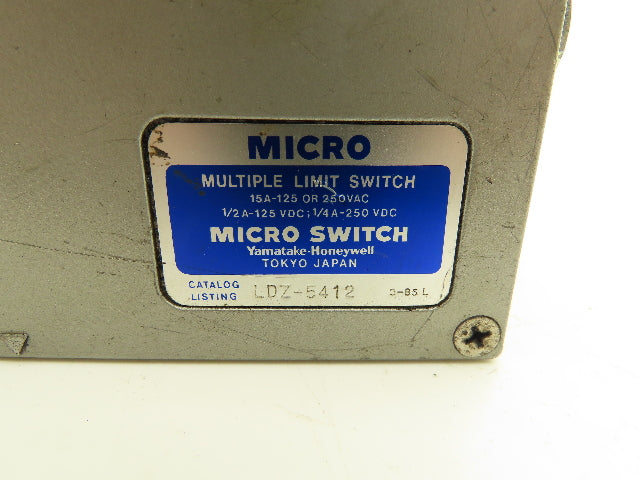 MICRO
MULTIPLE LIMIT SWITCH
15A-125 OR 250VAC
1/2A-125 VDC; 1/4A-250 VDC
MICRO SWITCH
Yamatake-Honeywell
TOKYO JAPAN
CATALOG
LISTING LDZ-5412